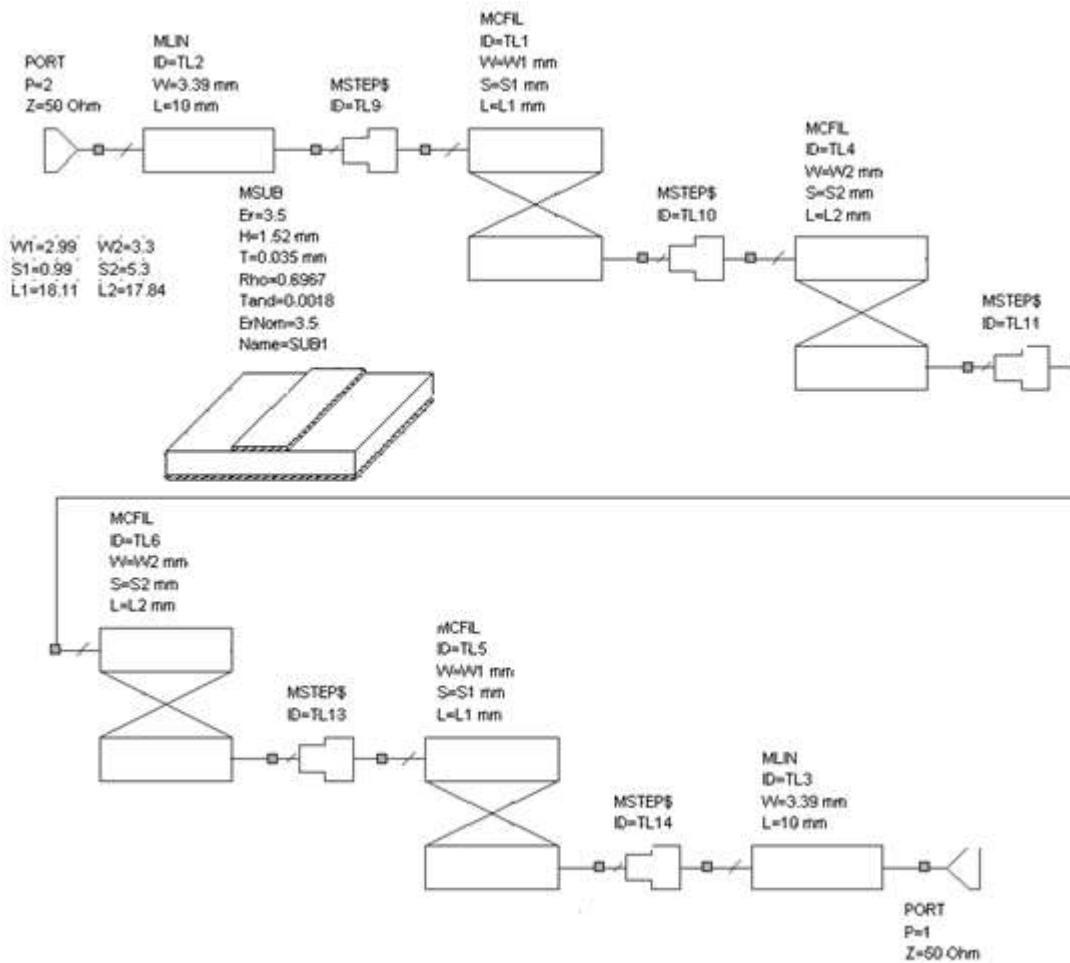 PORT
P=2
Z=50 Ohm
MLIN
ID=TL2
W=3.39 mm
L=10 mm
MSTEP$
ID=TL9
MCFIL
ID=TL1
W=W1 mm
S=S1 mm
L=L1 mm
MSTEP$
ID=TL10
MCFIL
ID=TL4
W=W2 mm
S=S2 mm
L=L2 mm
MSTEP$
ID=TL11
W1=2.99 W2=3.3
S1=0.99 S2=5.3
L1=18.11 L2=17.84
MSUB
Er=3.5
H=1.52 mm
T=0.035 mm
Rho=0.6967
Tand=0.0018
ErNom=3.5
Name=SUB1
MCFIL
ID=TL6
W=W2 mm
S=S2 mm
L=L2 mm
MSTEP$
ID=TL13
MCFIL
ID=TL5
W=W1 mm
S=S1 mm
L=L1 mm
MSTEP$
ID=TL14
MLIN
ID=TL3
W=3.39 mm
L=10 mm
PORT
P=1
Z=50 Ohm